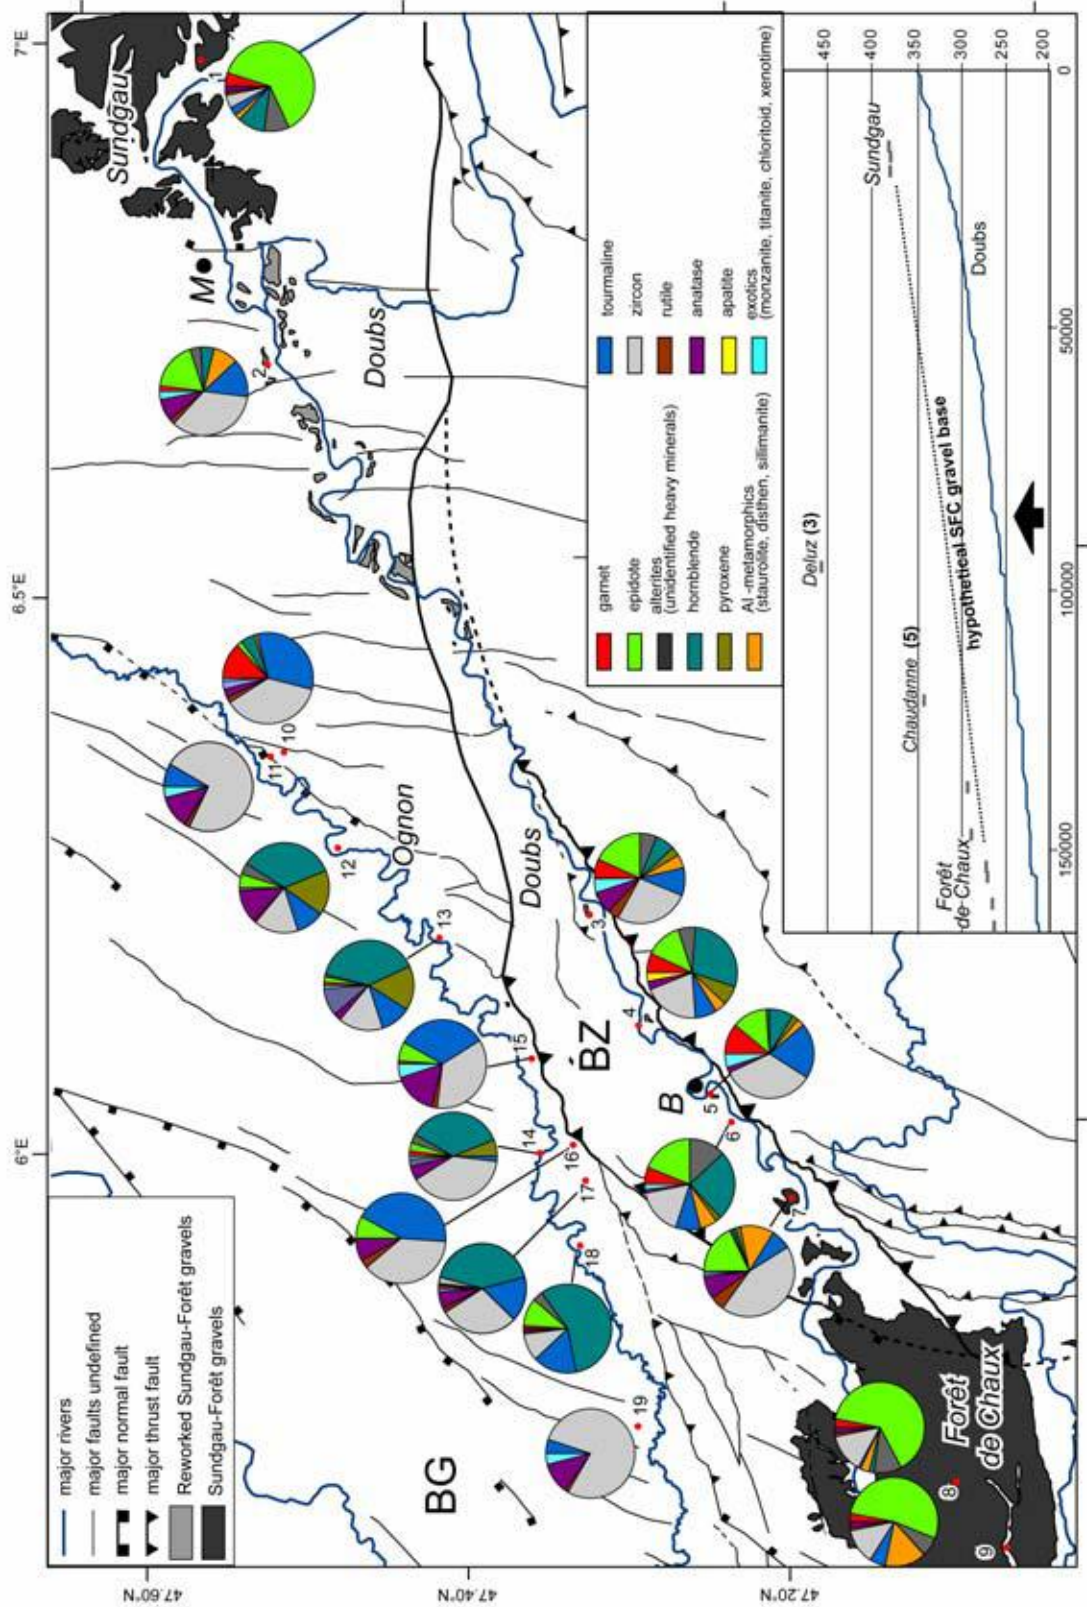 major rivers
major faults undefined
major normal fault
major thrust fault
Reworked Sundgau-Forêt gravels
Sundgau-Forêt gravels
6°E
6.5°E
7°E
47.60°N
47.40°N
47.20°N
Sundgau
M
Doubs
Ognon
Doubs
BZ
BG
B
Forêt
de Chaux
1
2
3
4
5
6
7
8
9
10
11
12
13
14
15
16
17
18
19
garnet
epidote
alterites
(unidentified heavy minerals)
hornblende
pyroxene
Al -metamorphics
(staurolite, disthen, sillimanite)
tourmaline
zircon
rutile
anatase
apatite
exotics
(monzanite, titanite, chloritoid, xenotime)
Deluz (3)
Chaudanne (5)
Sundgau
Forêt
de Chaux
hypothetical SFC gravel base
Doubs
450
400
350
300
250
200
150000
100000
50000
0